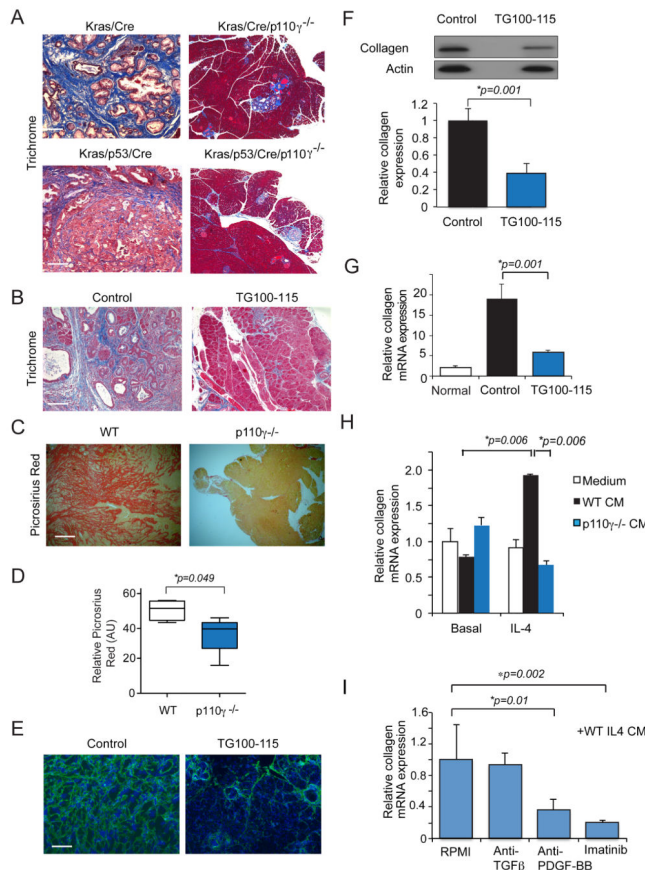 A
Kras/Cre
Kras/Cre/p110γ-/-
Trichrome
Kras/p53/Cre
Kras/p53/Cre/p110γ-/-
B
Control
TG100-115
Trichrome
C
WT
p110γ-/-
Picrosirius Red
D
*p=0.049
Relative Picrosrius
Red (AU)
60
40
20
0
WT
p110γ -/-
E
Control
TG100-115
F
Control
TG100-115
Collagen
Actin
*p=0.001
Relative collagen
expression
1.2
1
0.8
0.6
0.4
0.2
0
Control
TG100-115
G
*p=0.001
Relative collagen
mRNA expression
25
20
15
10
5
0
Normal
Control
TG100-115
H
*p=0.006
*p=0.006
Relative collagen
mRNA expression
2.0
1.5
1.0
0.5
0
Medium
WT CM
p110γ-/- CM
Basal
IL-4
I
*p=0.002
*p=0.01
+WT IL4 CM
Relative collagen
mRNA expression
1.6
1.2
0.8
0.4
0
RPMI
Anti-
TGFβ
Anti-
PDGF-BB
Imatinib